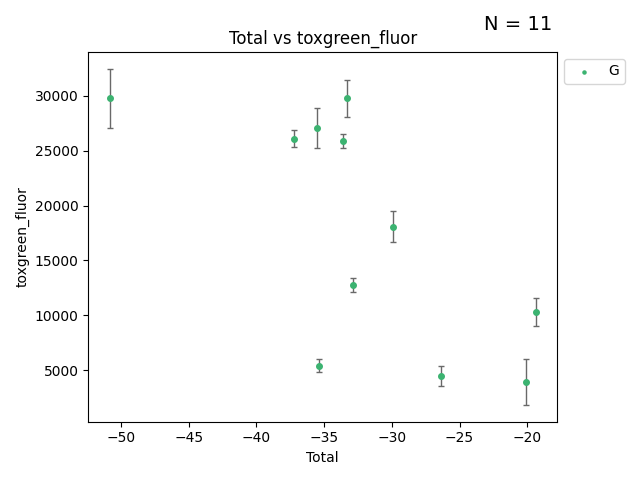 N = 11
Total vs toxgreen_fluor
G
toxgreen_fluor
30000
25000
20000
15000
10000
5000
−50 −45 −40 −35 −30 −25 −20
Total